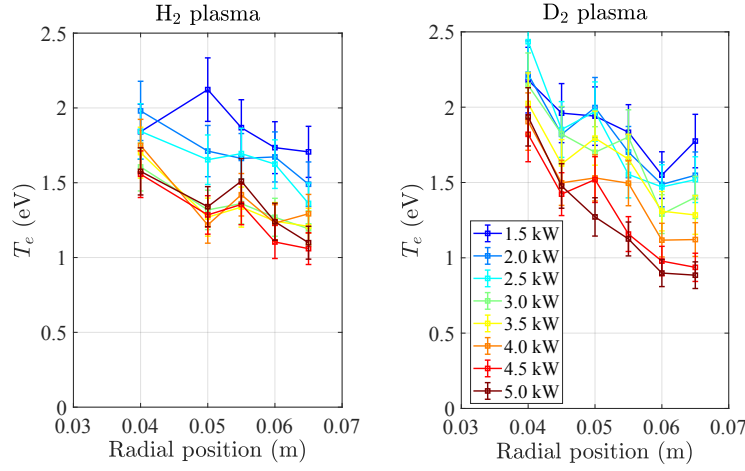 H₂ plasma
2.5
2
1.5
1
0.5
0
0.03
0.04
0.05
0.06
0.07
T_e (eV)
Radial position (m)
D₂ plasma
2.5
2
1.5
1
0.5
0
0.03
0.04
0.05
0.06
0.07
T_e (eV)
Radial position (m)
1.5 kW
2.0 kW
2.5 kW
3.0 kW
3.5 kW
4.0 kW
4.5 kW
5.0 kW